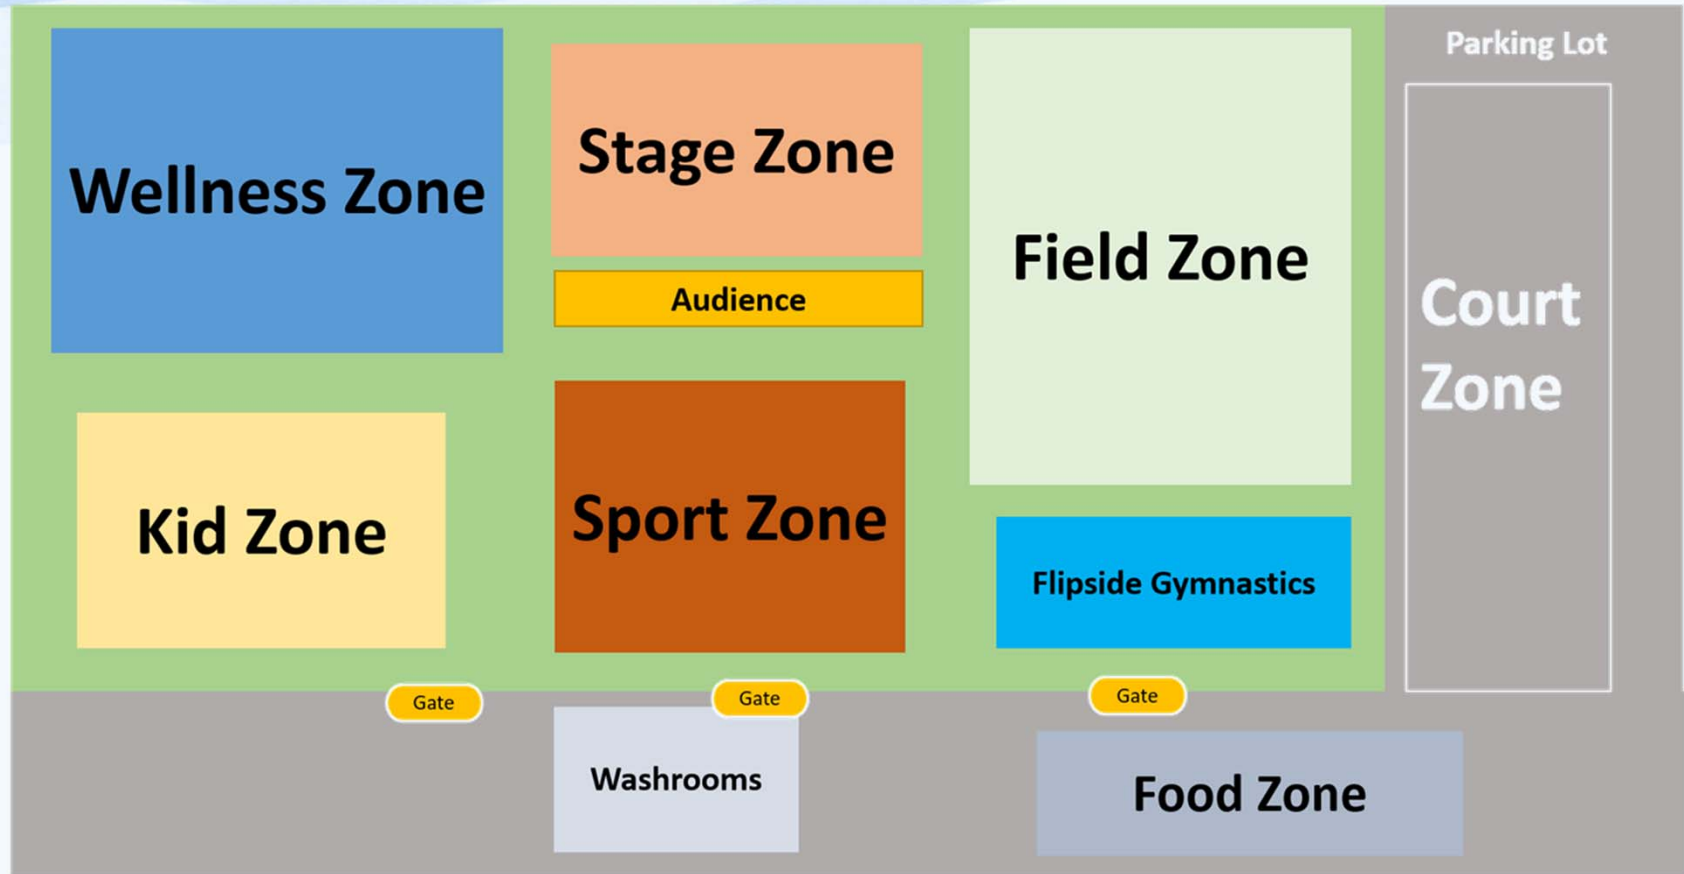 Parking Lot
Wellness Zone
Stage Zone
Audience
Field Zone
Court
Zone
Kid Zone
Sport Zone
Flipside Gymnastics
Gate
Gate
Gate
Washrooms
Food Zone